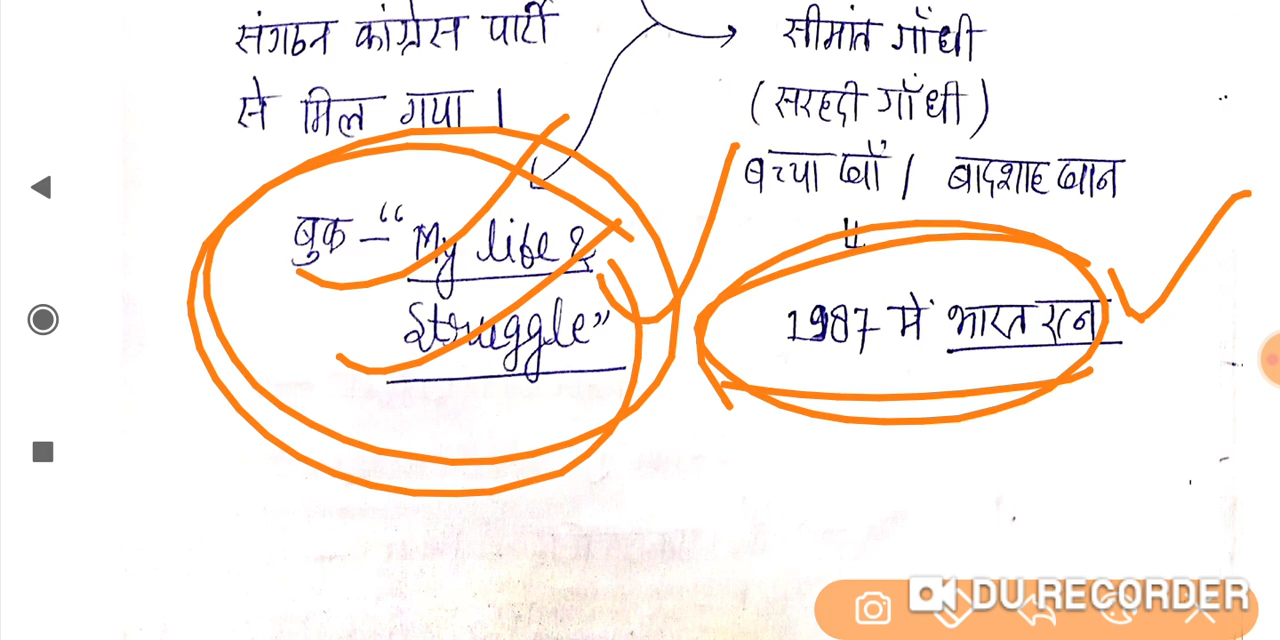 संगठन कांग्रेस पार्टी
से मिल गया ।
बुक – “My life &
Struggle”
सीमांत गाँधी
(सरहदी गाँधी)
बच्चा खाँ / बादशाह खान
1987 में भारत रत्न
DU RECORDER